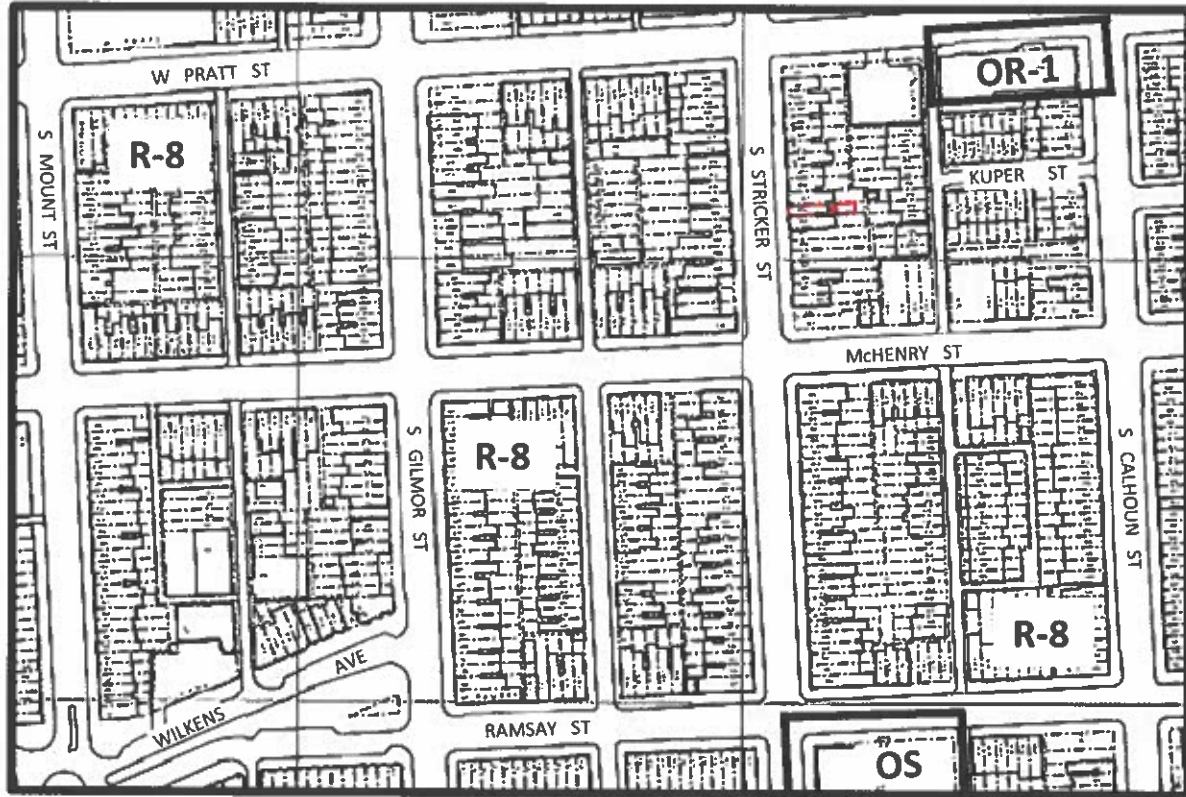 W PRATT ST
OR-1
R-8
S MOUNT ST
S STRICKER ST
KUPER ST
McHENRY ST
S GILMOR ST
R-8
S CALHOUN ST
R-8
WILKENS AVE
RAMSAY ST
OS